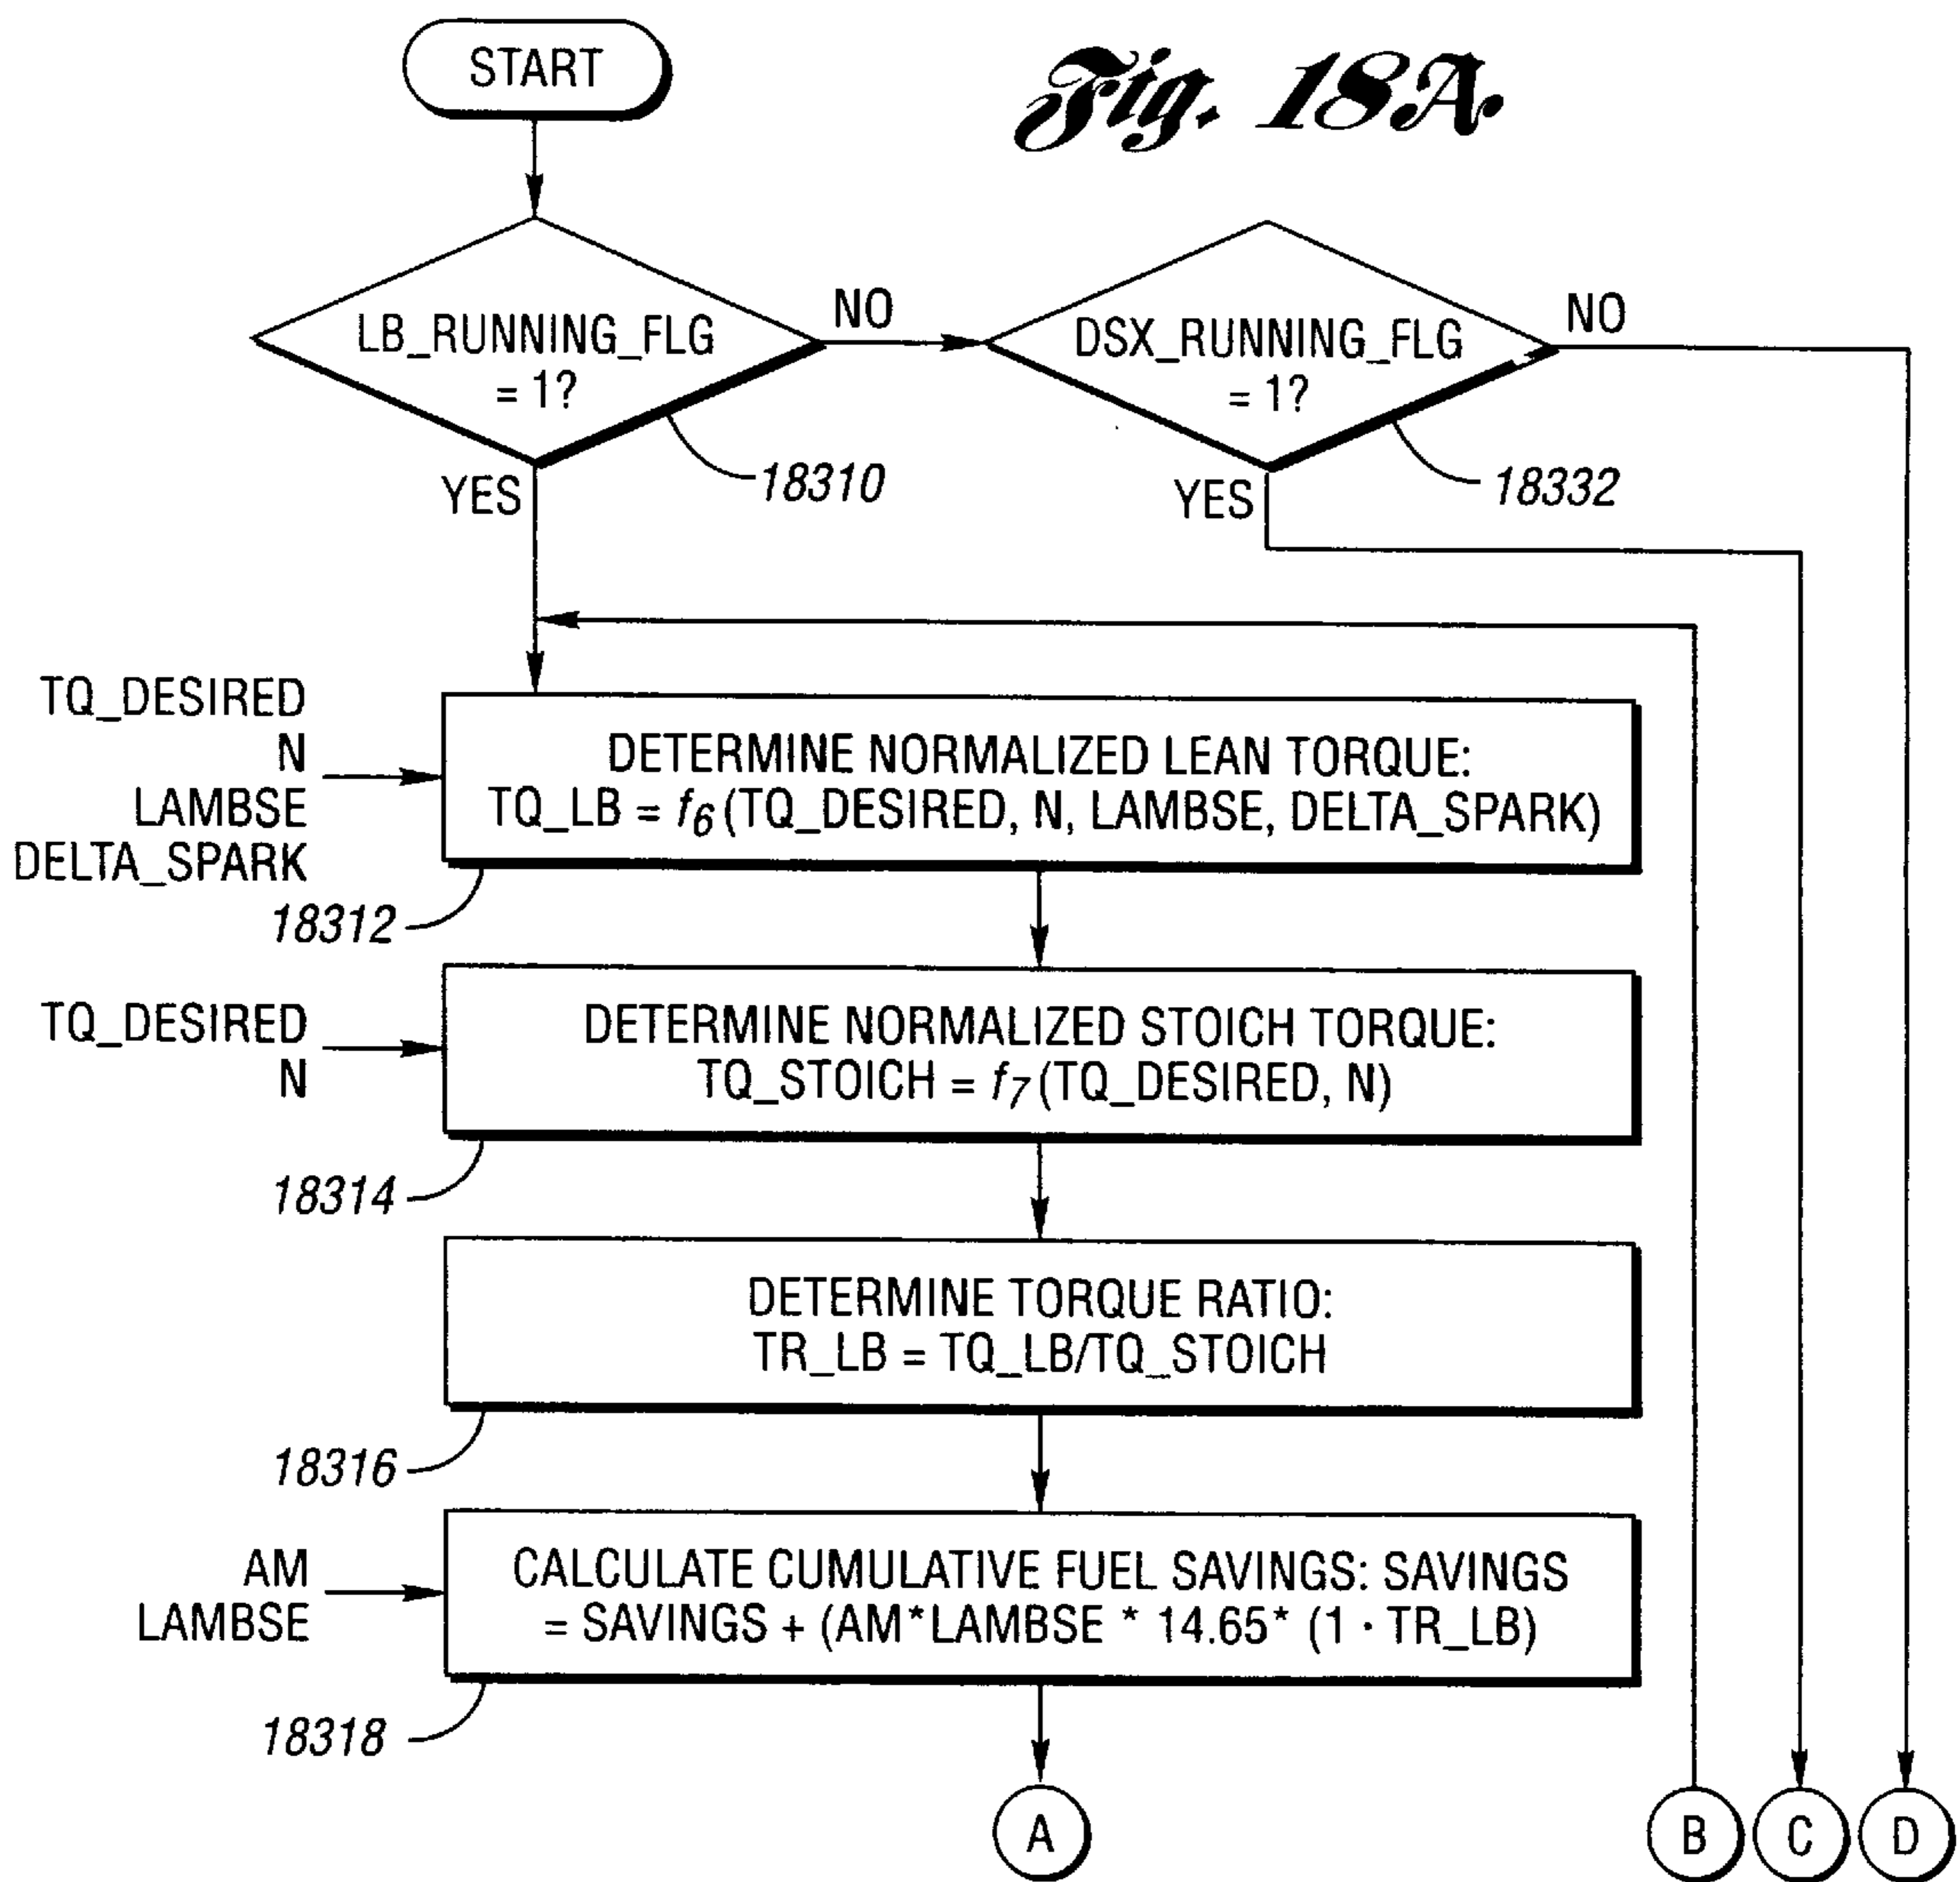 START
Fig. 18A.
LB_RUNNING_FLG
= 1?
NO
DSX_RUNNING_FLG
= 1?
NO
YES
18310
YES
18332
TQ_DESIRED
N
LAMBSE
DELTA_SPARK
DETERMINE NORMALIZED LEAN TORQUE:
TQ_LB = f6(TQ_DESIRED, N, LAMBSE, DELTA_SPARK)
18312
TQ_DESIRED
N
DETERMINE NORMALIZED STOICH TORQUE:
TQ_STOICH = f7(TQ_DESIRED, N)
18314
DETERMINE TORQUE RATIO:
TR_LB = TQ_LB/TQ_STOICH
18316
AM
LAMBSE
CALCULATE CUMULATIVE FUEL SAVINGS: SAVINGS
= SAVINGS + (AM*LAMBSE * 14.65* (1 · TR_LB)
18318
A
B
C
D